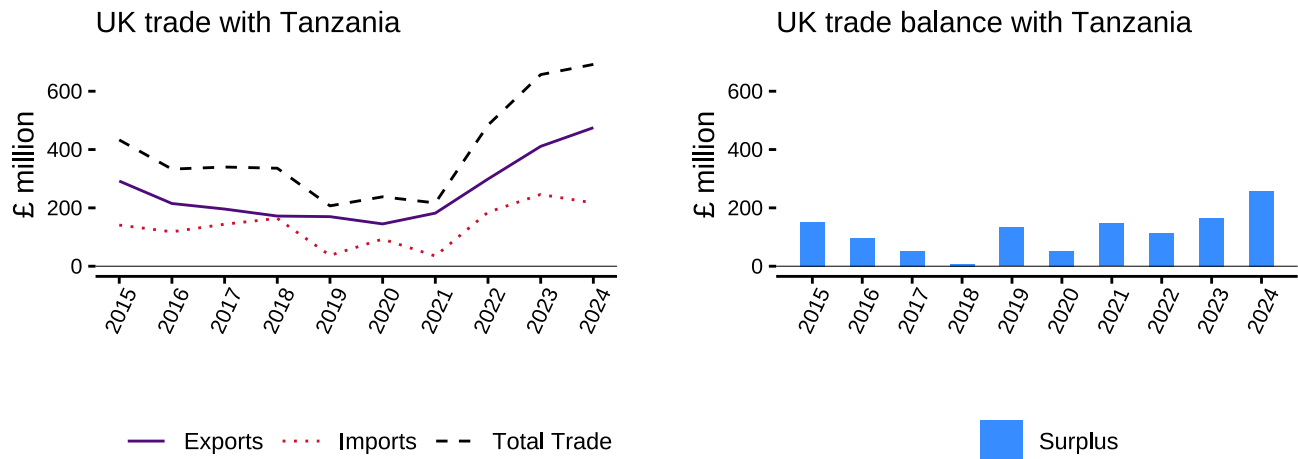 UK trade with Tanzania
£ million
600
400
200
0
2015 2016 2017 2018 2019 2020 2021 2022 2023 2024
Exports Imports Total Trade
UK trade balance with Tanzania
£ million
600
400
200
0
2015 2016 2017 2018 2019 2020 2021 2022 2023 2024
Surplus